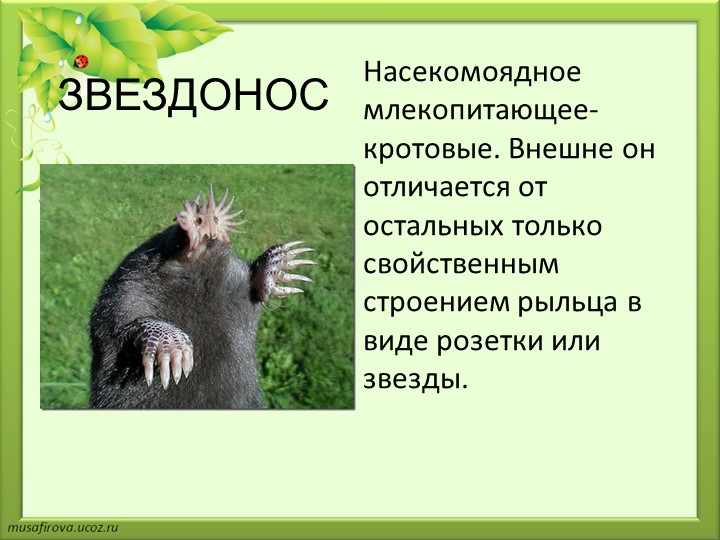 ЗВЕЗДОНОС
Насекомоядное
млекопитающее-
кротовые. Внешне он
отличается от
остальных только
свойственным
строением рыльца в
виде розетки или
звезды.
musafirova.ucoz.ru